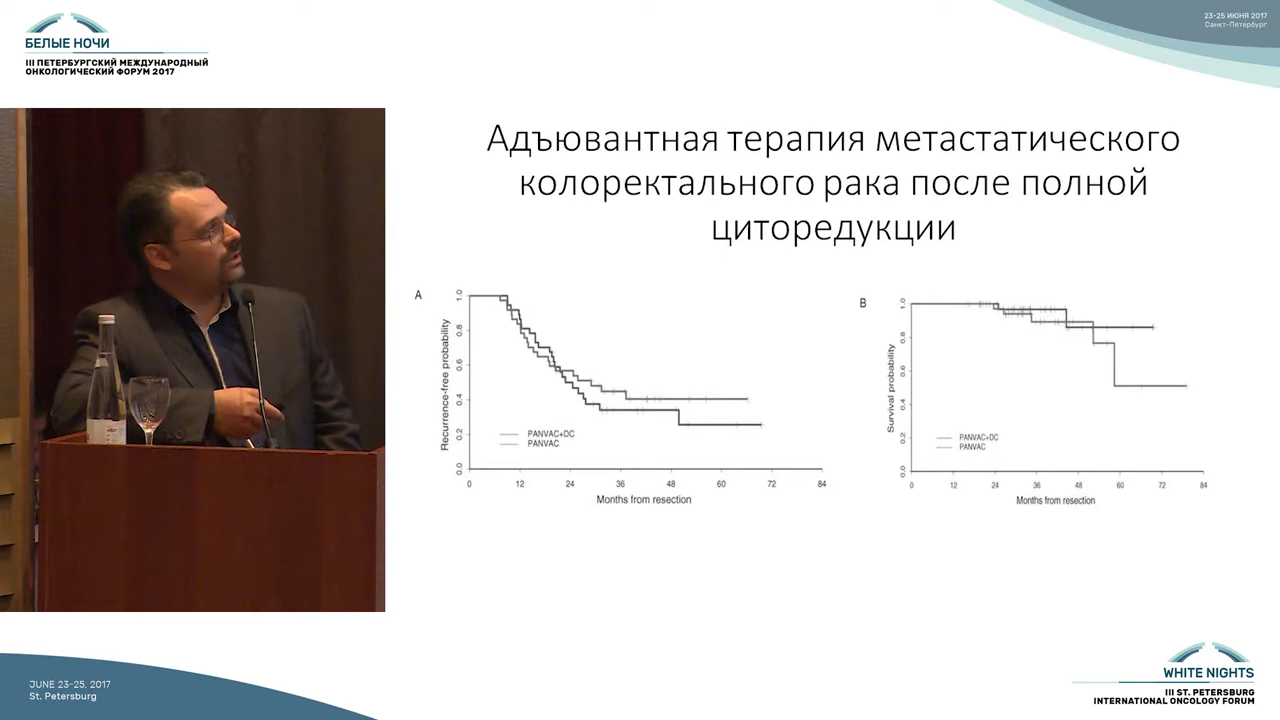 БЕЛЫЕ НОЧИ
III ПЕТЕРБУРГСКИЙ МЕЖДУНАРОДНЫЙ
ОНКОЛОГИЧЕСКИЙ ФОРУМ 2017
23-25 ИЮНЯ 2017
Санкт-Петербург
Адъювантная терапия метастатического
колоректального рака после полной
циторедукции
A
Recurrence-free probability
1.0
0.8
0.6
0.4
0.2
0.0
PANVAC+DC
PANVAC
0 12 24 36 48 60 72 84
Months from resection
B
Survival probability
1.0
0.8
0.6
0.4
0.2
0.0
PANVAC+DC
PANVAC
0 12 24 36 48 60 72 84
Months from resection
JUNE 23-25, 2017
St. Petersburg
WHITE NIGHTS
III ST. PETERSBURG
INTERNATIONAL ONCOLOGY FORUM